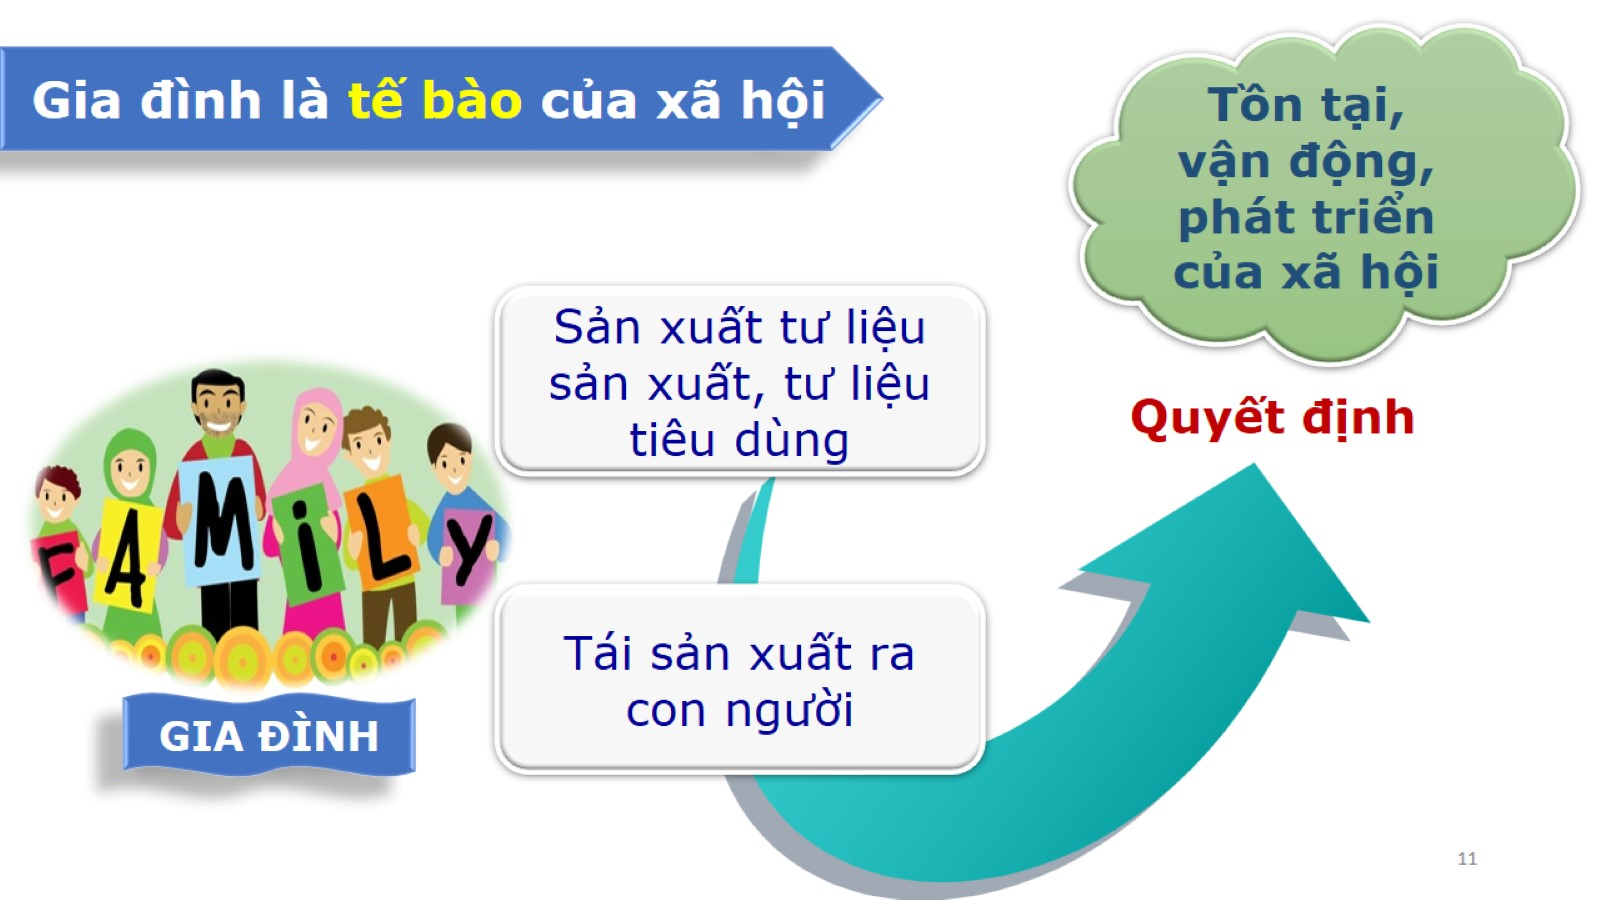 Gia đình là tế bào của xã hội
Tồn tại,
vận động,
phát triển
của xã hội
Sản xuất tư liệu
sản xuất, tư liệu
tiêu dùng
Quyết định
FAMiLy
Tái sản xuất ra
con người
GIA ĐÌNH
11